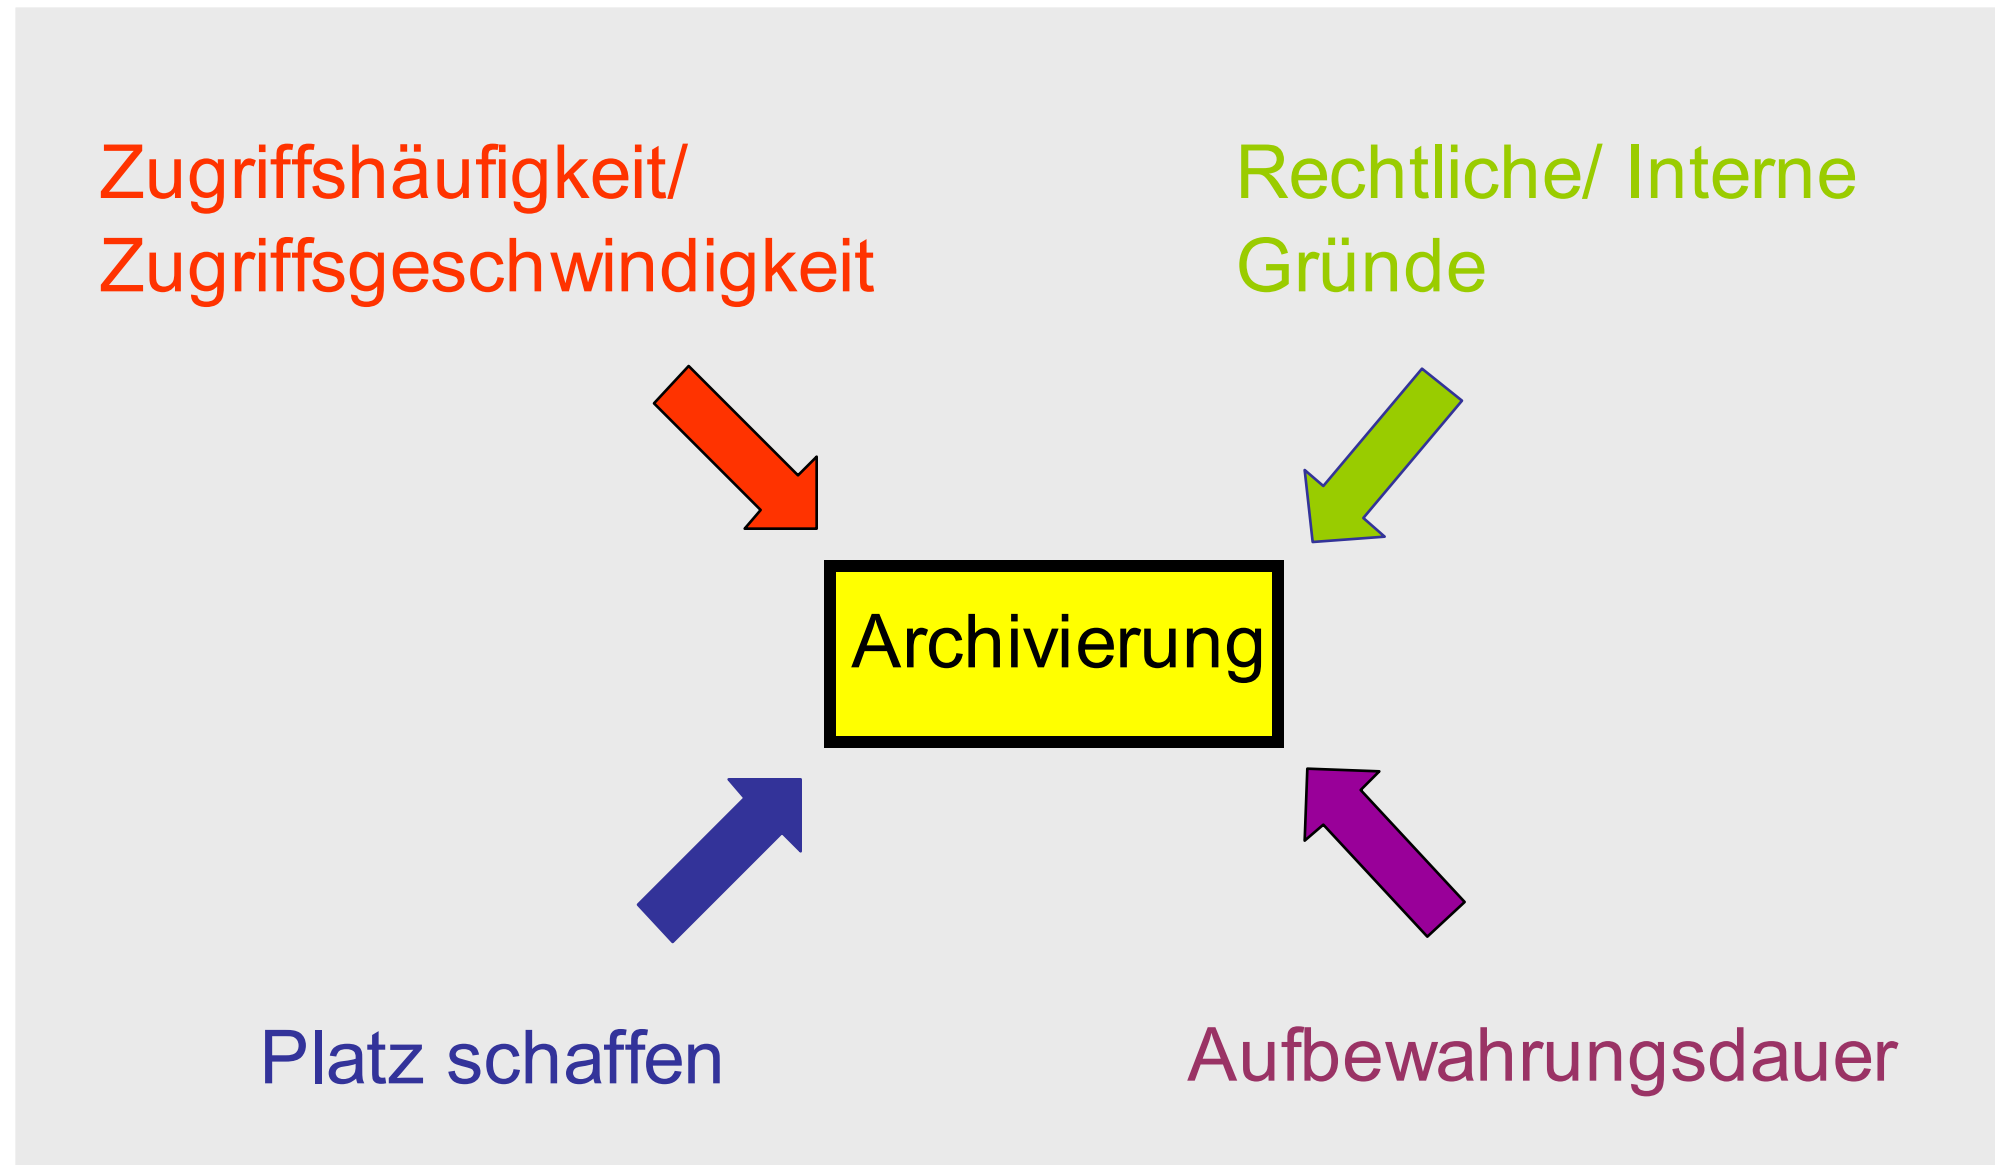 Zugriffshäufigkeit/
Zugriffsgeschwindigkeit
Rechtliche/ Interne
Gründe
Archivierung
Platz schaffen
Aufbewahrungsdauer